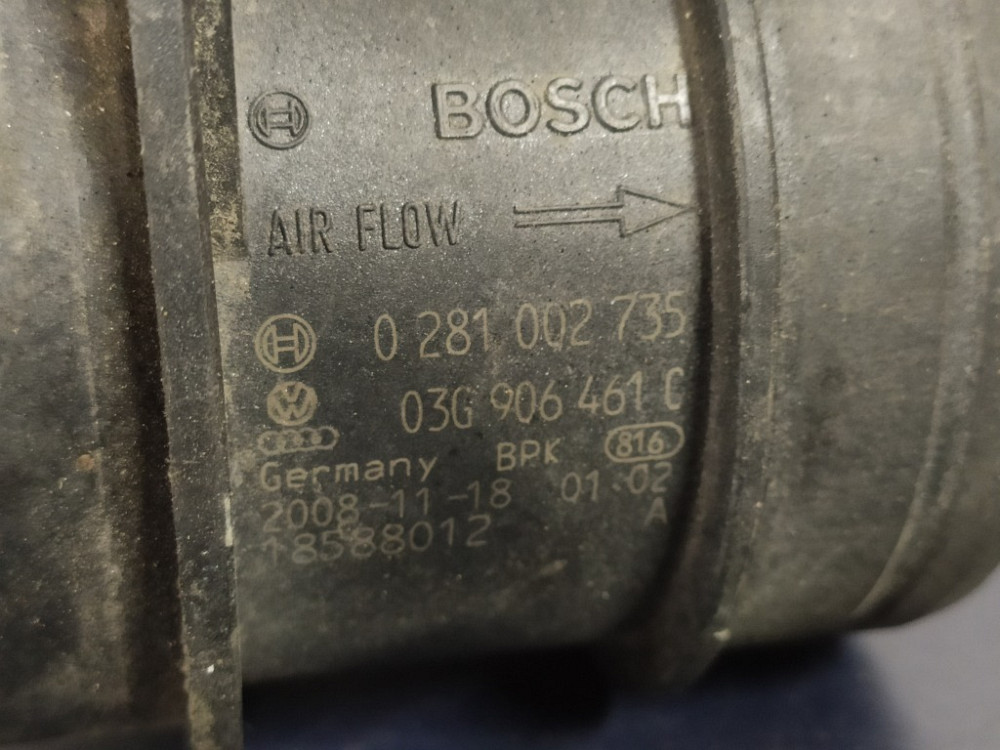 BOSCH
AIR FLOW
0 281 002 735
03G 906 461 C
Germany BPK 816
2008-11-18 01.02
A
18588012